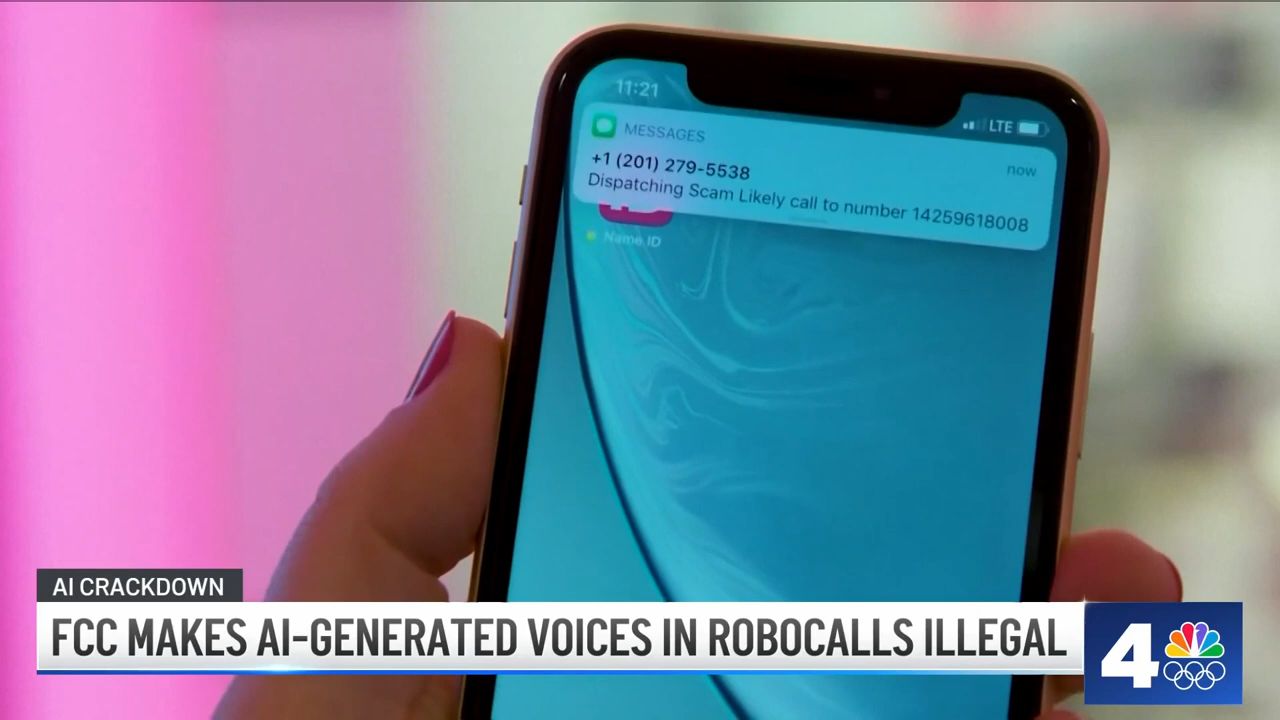 11:21
LTE
MESSAGES
now
+1 (201) 279-5538
Dispatching Scam Likely call to number 14259618008
Name ID
AI CRACKDOWN
FCC MAKES AI-GENERATED VOICES IN ROBOCALLS ILLEGAL
4